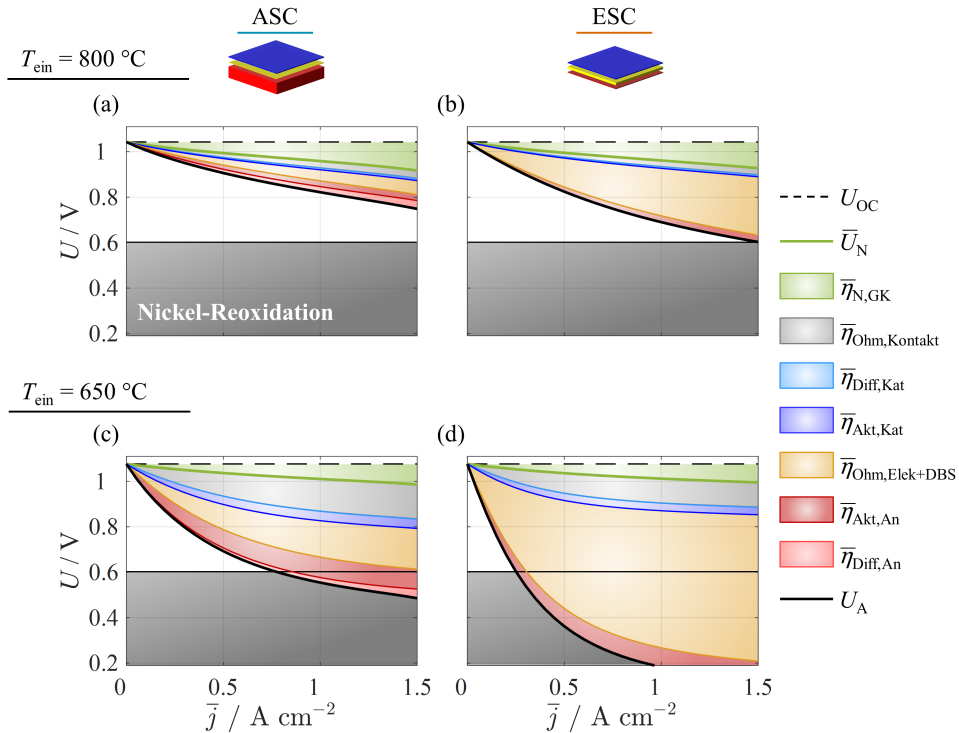 ASC
ESC
T_ein = 800 °C
(a)
(b)
1
0.8
0.6
0.4
0.2
U / V
Nickel-Reoxidation
T_ein = 650 °C
(c)
(d)
1
0.8
0.6
0.4
0.2
U / V
0
0.5
1
1.5
0
0.5
1
1.5
j̅ / A cm⁻²
j̅ / A cm⁻²
U_OC
U̅_N
η̅_N,GK
η̅_Ohm,Kontakt
η̅_Diff,Kat
η̅_Akt,Kat
η̅_Ohm,Elek+DBS
η̅_Akt,An
η̅_Diff,An
U_A